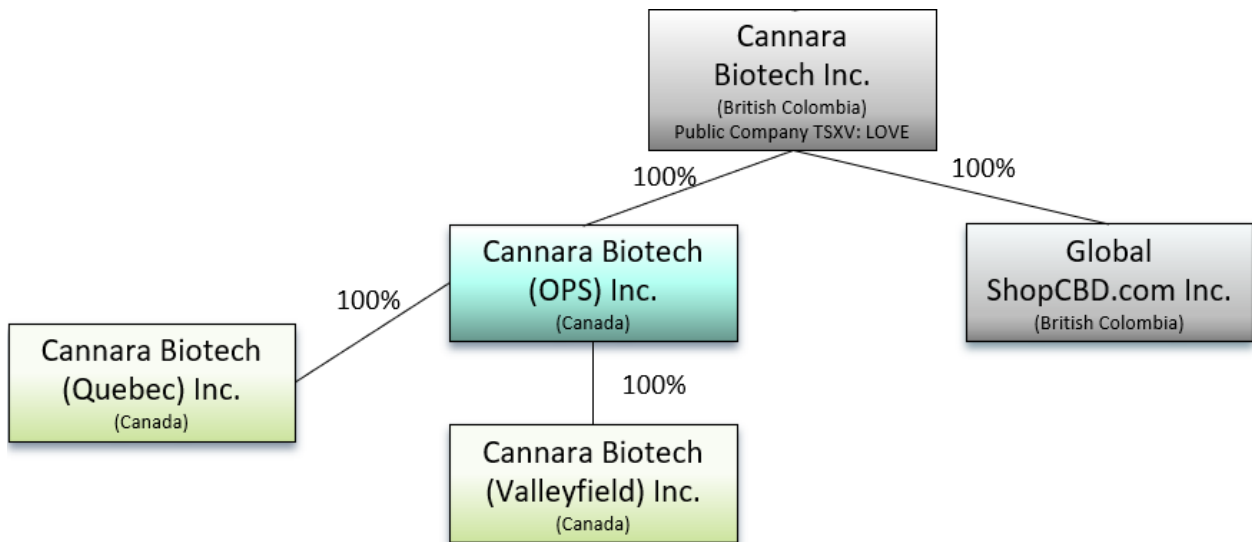 Cannara
Biotech Inc.
(British Colombia)
Public Company TSXV: LOVE
100%
100%
Cannara Biotech
(OPS) Inc.
(Canada)
Global
ShopCBD.com Inc.
(British Colombia)
100%
Cannara Biotech
(Quebec) Inc.
(Canada)
100%
Cannara Biotech
(Valleyfield) Inc.
(Canada)